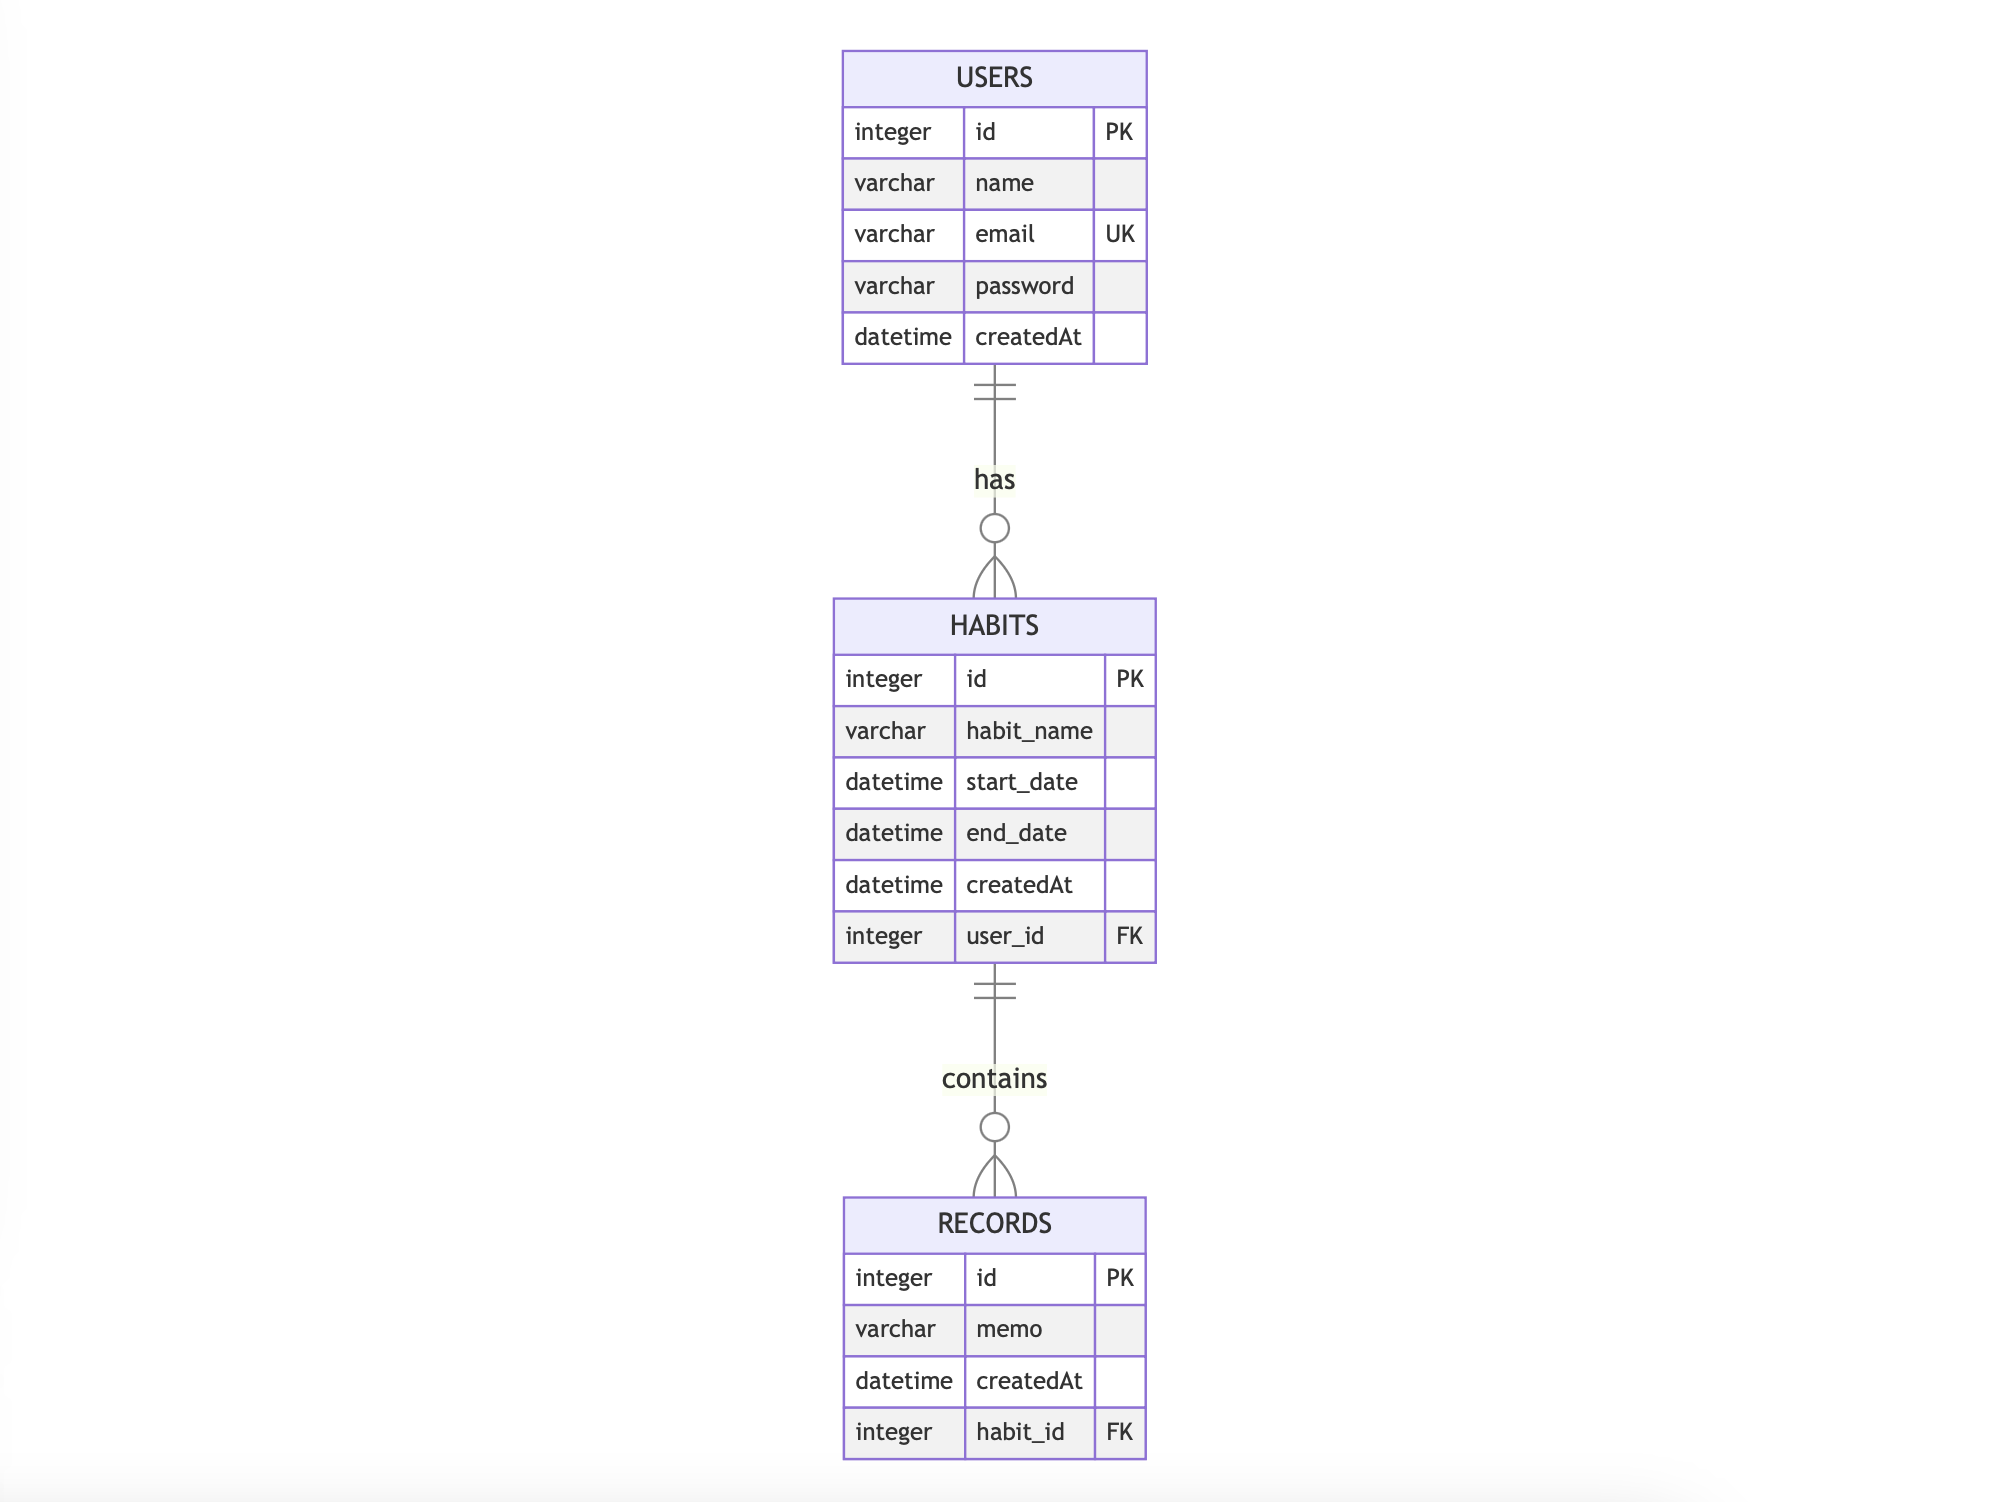 USERS
integer id PK
varchar name
varchar email UK
varchar password
datetime createdAt
has
HABITS
integer id PK
varchar habit_name
datetime start_date
datetime end_date
datetime createdAt
integer user_id FK
contains
RECORDS
integer id PK
varchar memo
datetime createdAt
integer habit_id FK